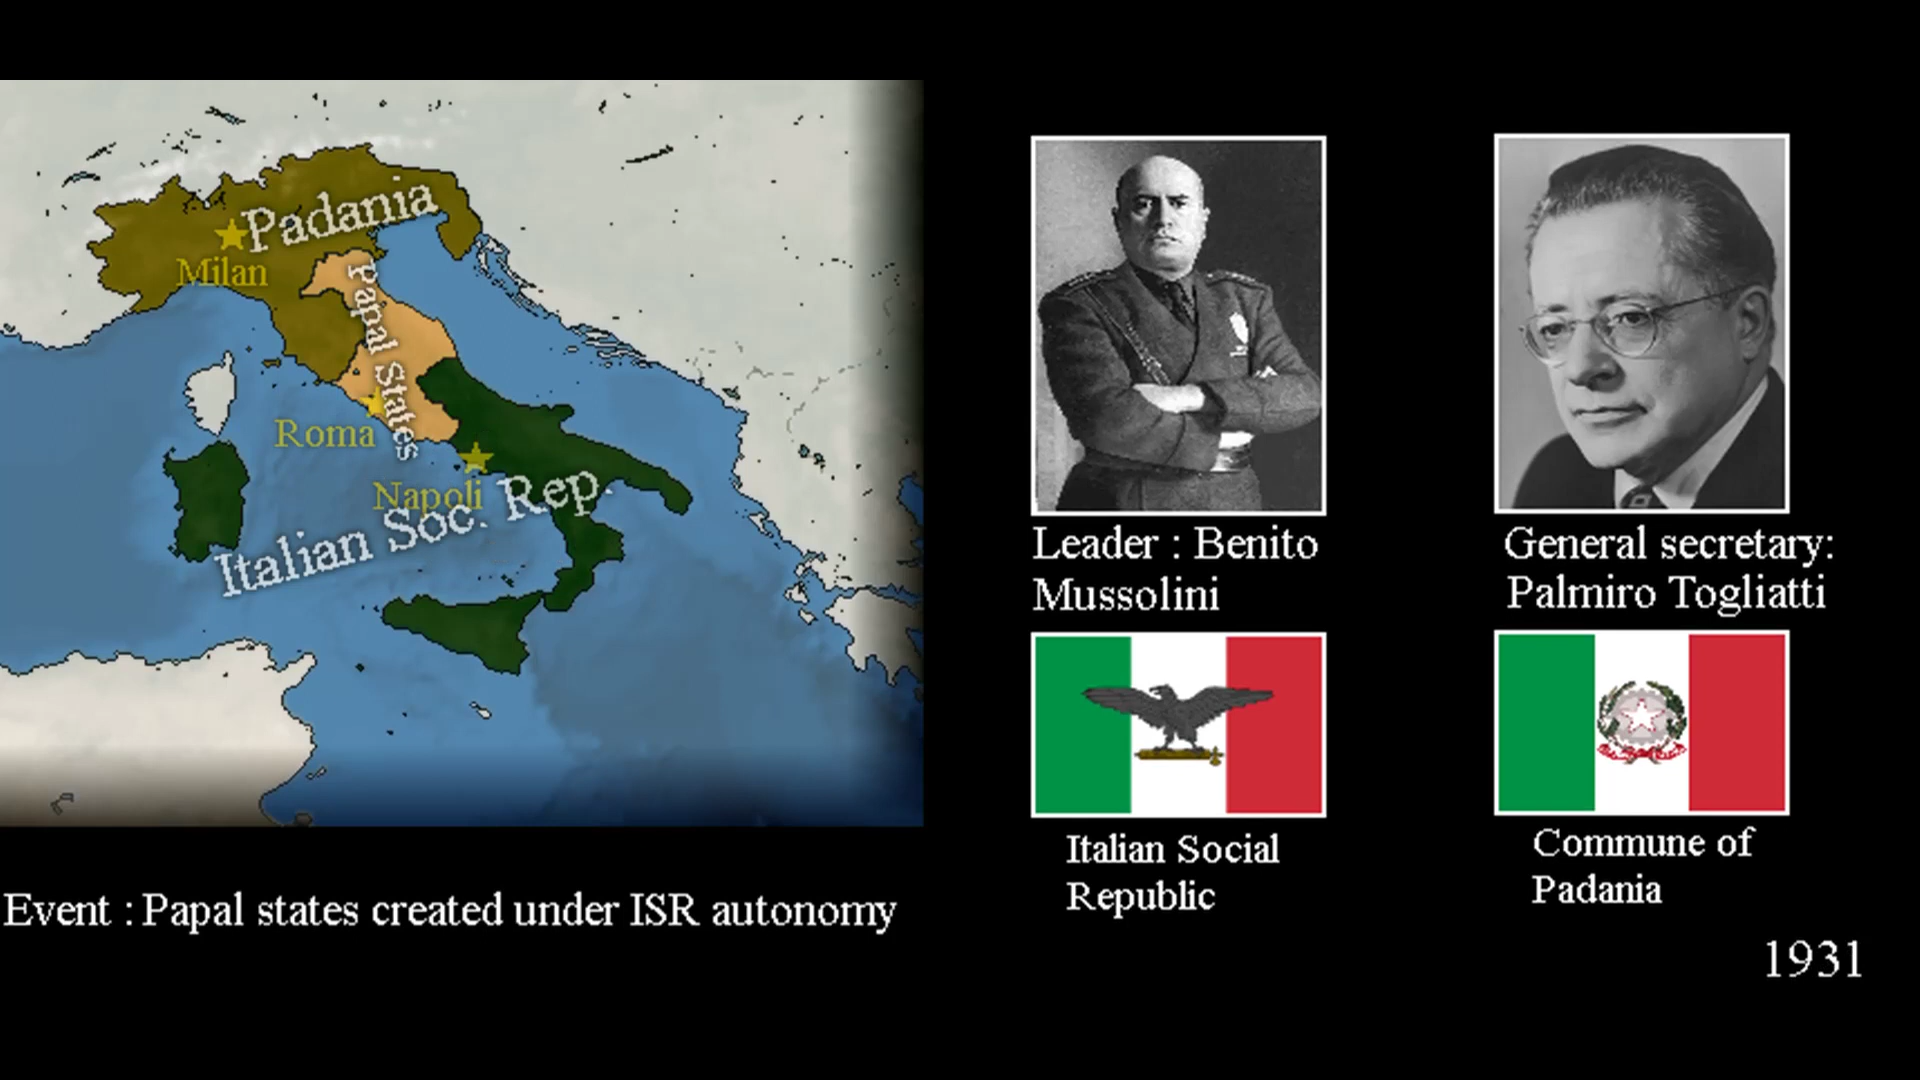 Padania
Milan
Papal States
Roma
Napoli
Italian Soc. Rep.
Event : Papal states created under ISR autonomy
Leader : Benito
Mussolini
General secretary:
Palmiro Togliatti
Italian Social
Republic
Commune of
Padania
1931